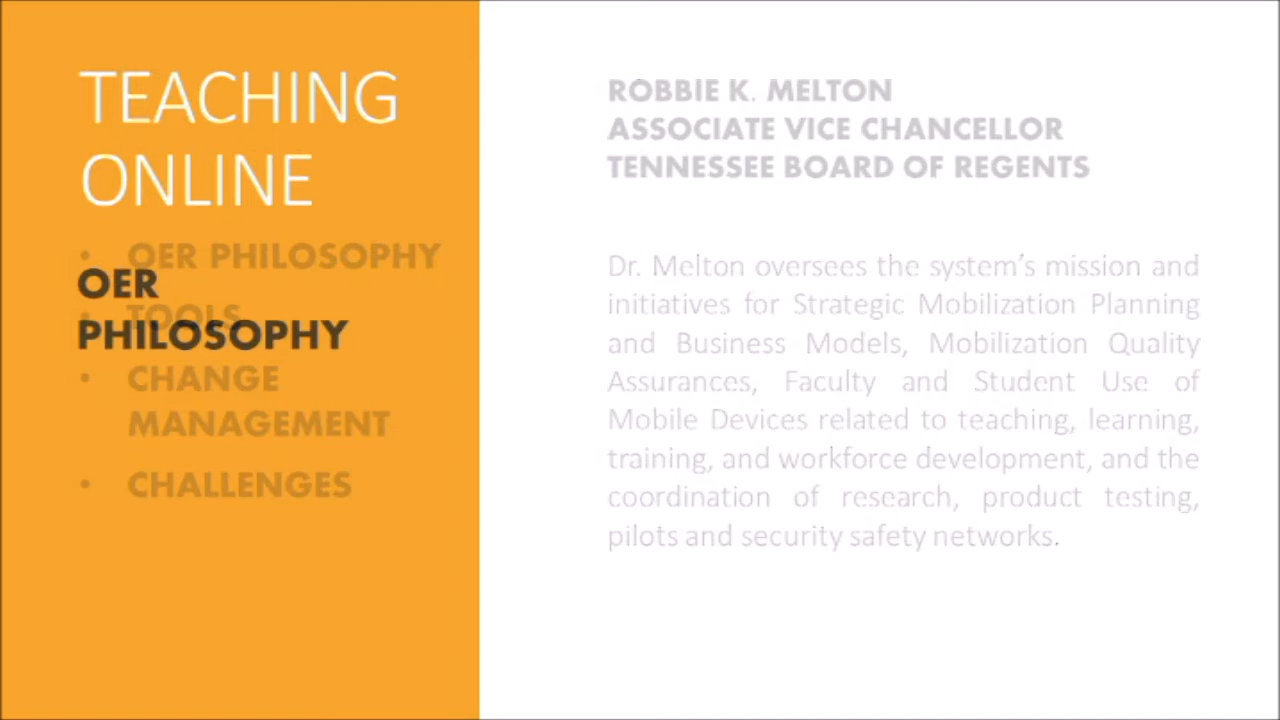 TEACHING
ONLINE
• OER PHILOSOPHY
OER
• TOOLS
PHILOSOPHY
• CHANGE
MANAGEMENT
• CHALLENGES
ROBBIE K. MELTON
ASSOCIATE VICE CHANCELLOR
TENNESSEE BOARD OF REGENTS
Dr. Melton oversees the system's mission and
initiatives for Strategic Mobilization Planning
and Business Models, Mobilization Quality
Assurances, Faculty and Student Use of
Mobile Devices related to teaching, learning,
training, and workforce development, and the
coordination of research, product testing,
pilots and security safety networks.